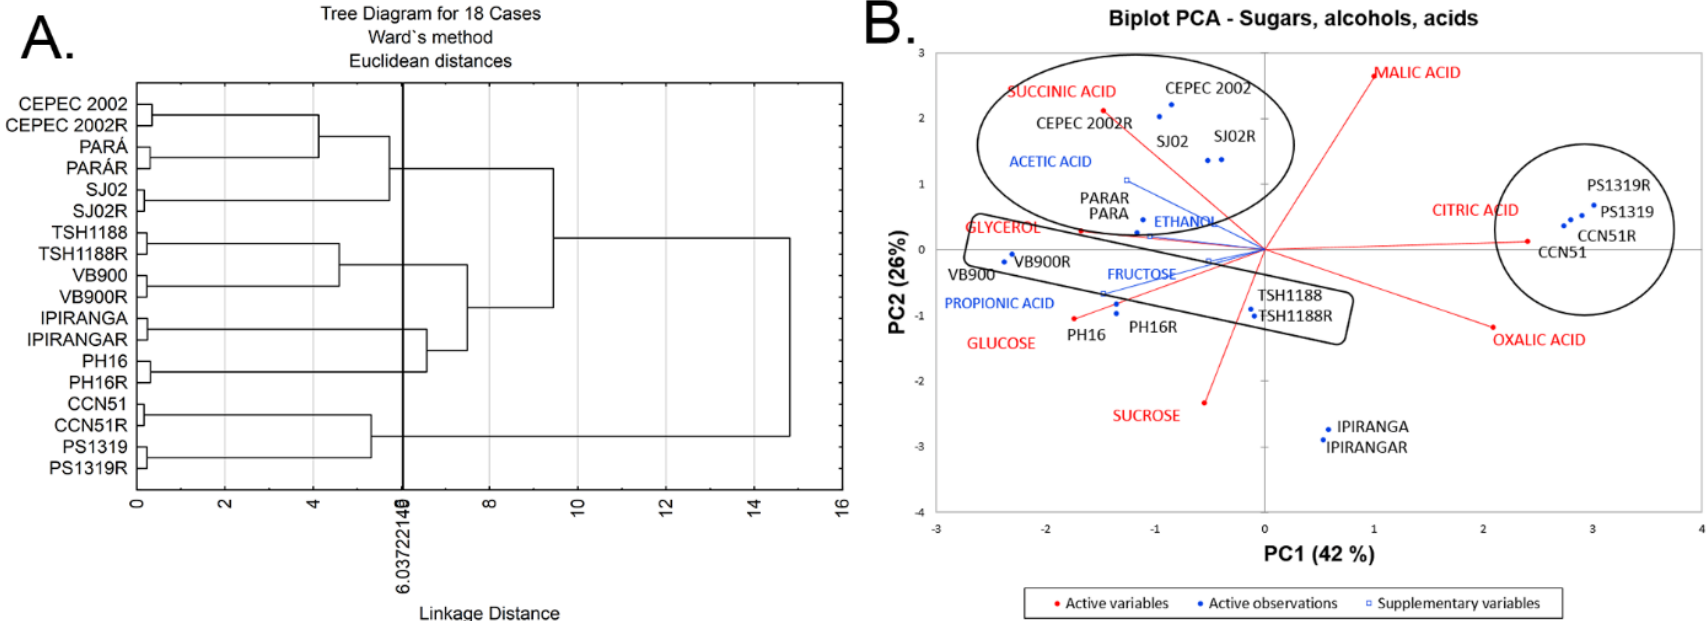 A.
Tree Diagram for 18 Cases
Ward`s method
Euclidean distances
CEPEC 2002
CEPEC 2002R
PARÁ
PARÁR
SJ02
SJ02R
TSH1188
TSH1188R
VB900
VB900R
IPIRANGA
IPIRANGAR
PH16
PH16R
CCN51
CCN51R
PS1319
PS1319R
0 2 4 8 10 12 14 16
Linkage Distance
B.
Biplot PCA - Sugars, alcohols, acids
3
2
1
0
-1
-2
-3
-4
PC2 (26%)
MALIC ACID
SUCCINIC ACID
CEPEC 2002
CEPEC 2002R
SJ02
SJ02R
ACETIC ACID
PARAR
PARA
ETHANOL
GLYCEROL
PS1319R
CITRIC ACID
PS1319
CCN51R
CCN51
VB900
VB900R
FRUCTOSE
PROPIONIC ACID
TSH1188
TSH1188R
PH16
PH16R
GLUCOSE
OXALIC ACID
SUCROSE
IPIRANGA
IPIRANGAR
-3 -2 -1 0 1 2 3 4
PC1 (42 %)
Active variables Active observations Supplementary variables